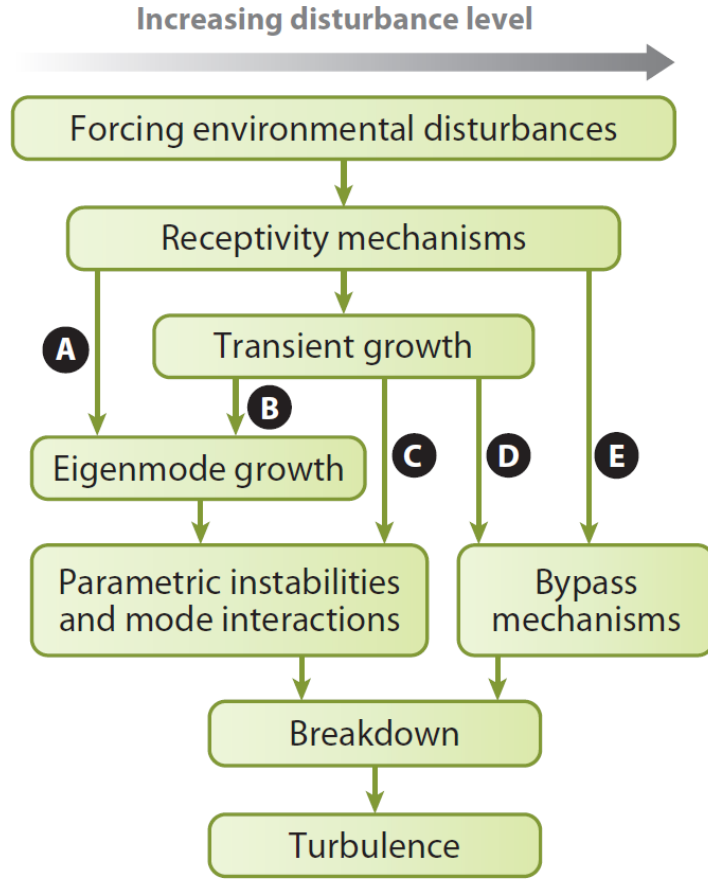 Increasing disturbance level
Forcing environmental disturbances
Receptivity mechanisms
A
Transient growth
B
C
D
E
Eigenmode growth
Parametric instabilities
and mode interactions
Bypass
mechanisms
Breakdown
Turbulence